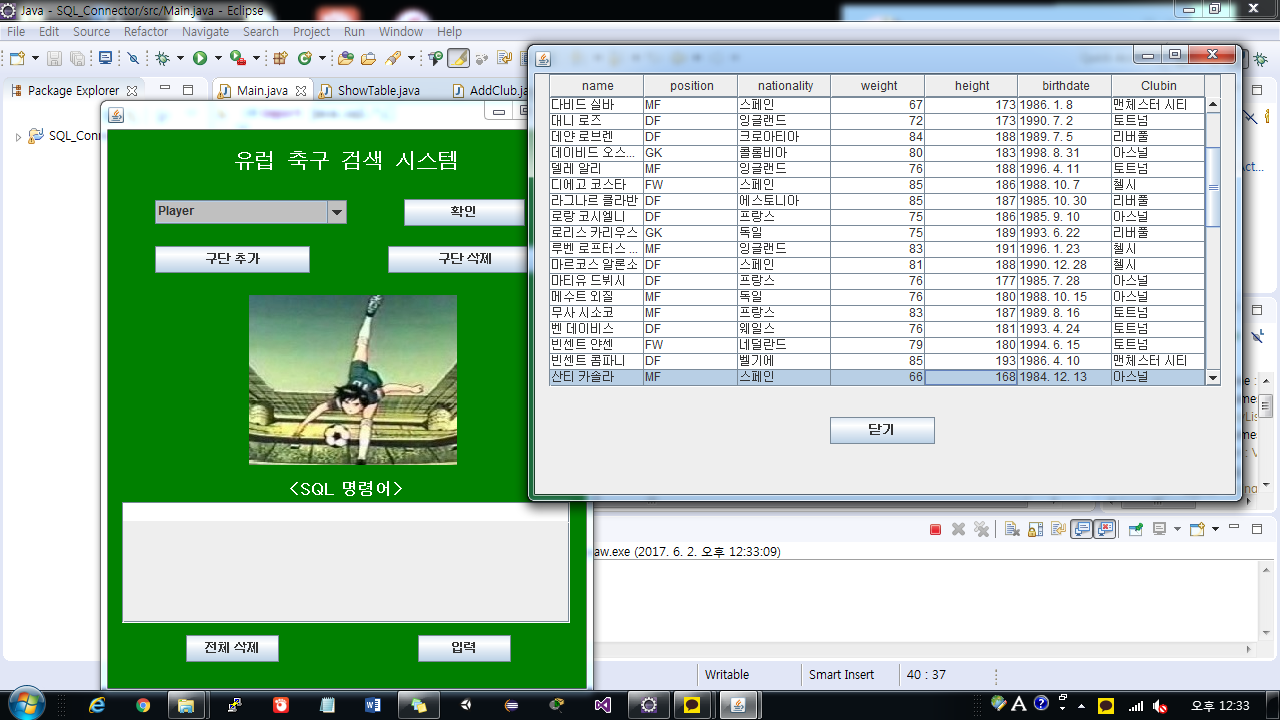 Java - SQL_Connector/src/Main.java - Eclipse
File Edit Source Refactor Navigate Search Project Run Window Help
Package Explorer
Main.java
ShowTable.java
AddClub.java
SQL_Conn
유럽 축구 검색 시스템
Player
확인
구단 추가
구단 삭제
<SQL 명령어>
전체 삭제
입력
name position nationality weight height birthdate Clubin
다비드 실바 MF 스페인 67 173 1986. 1. 8 맨체스터 시티
대니 로즈 DF 잉글랜드 72 173 1990. 7. 2 토트넘
데얀 로브렌 DF 크로아티아 84 188 1989. 7. 5 리버풀
데이비드 오스... GK 콜롬비아 80 183 1998. 8. 31 아스널
델레 알리 MF 잉글랜드 76 188 1996. 4. 11 토트넘
디에고 코스타 FW 스페인 85 186 1988. 10. 7 첼시
라그나르 클라반 DF 에스토니아 85 187 1985. 10. 30 리버풀
로랑 코시엘니 DF 프랑스 75 186 1985. 9. 10 아스널
로리스 카리우스 GK 독일 75 189 1993. 6. 22 리버풀
루벤 로프터스 ... MF 잉글랜드 83 191 1996. 1. 23 첼시
마르코스 알론소 DF 스페인 81 188 1990. 12. 28 첼시
마티유 드뷔시 DF 프랑스 76 177 1985. 7. 28 아스널
메수트 외질 MF 독일 76 180 1988. 10. 15 아스널
무사 시소코 MF 프랑스 83 187 1989. 8. 16 토트넘
벤 데이비스 DF 웨일스 76 181 1993. 4. 24 토트넘
빈센트 얀센 FW 네덜란드 79 180 1994. 6. 15 토트넘
빈센트 콤파니 DF 벨기에 85 193 1986. 4. 10 맨체스터 시티
산티 카솔라 MF 스페인 66 168 1984. 12. 13 아스널
닫기
aw.exe (2017. 6. 2. 오후 12:33:09)
Writable Smart Insert 40 : 37
오후 12:33